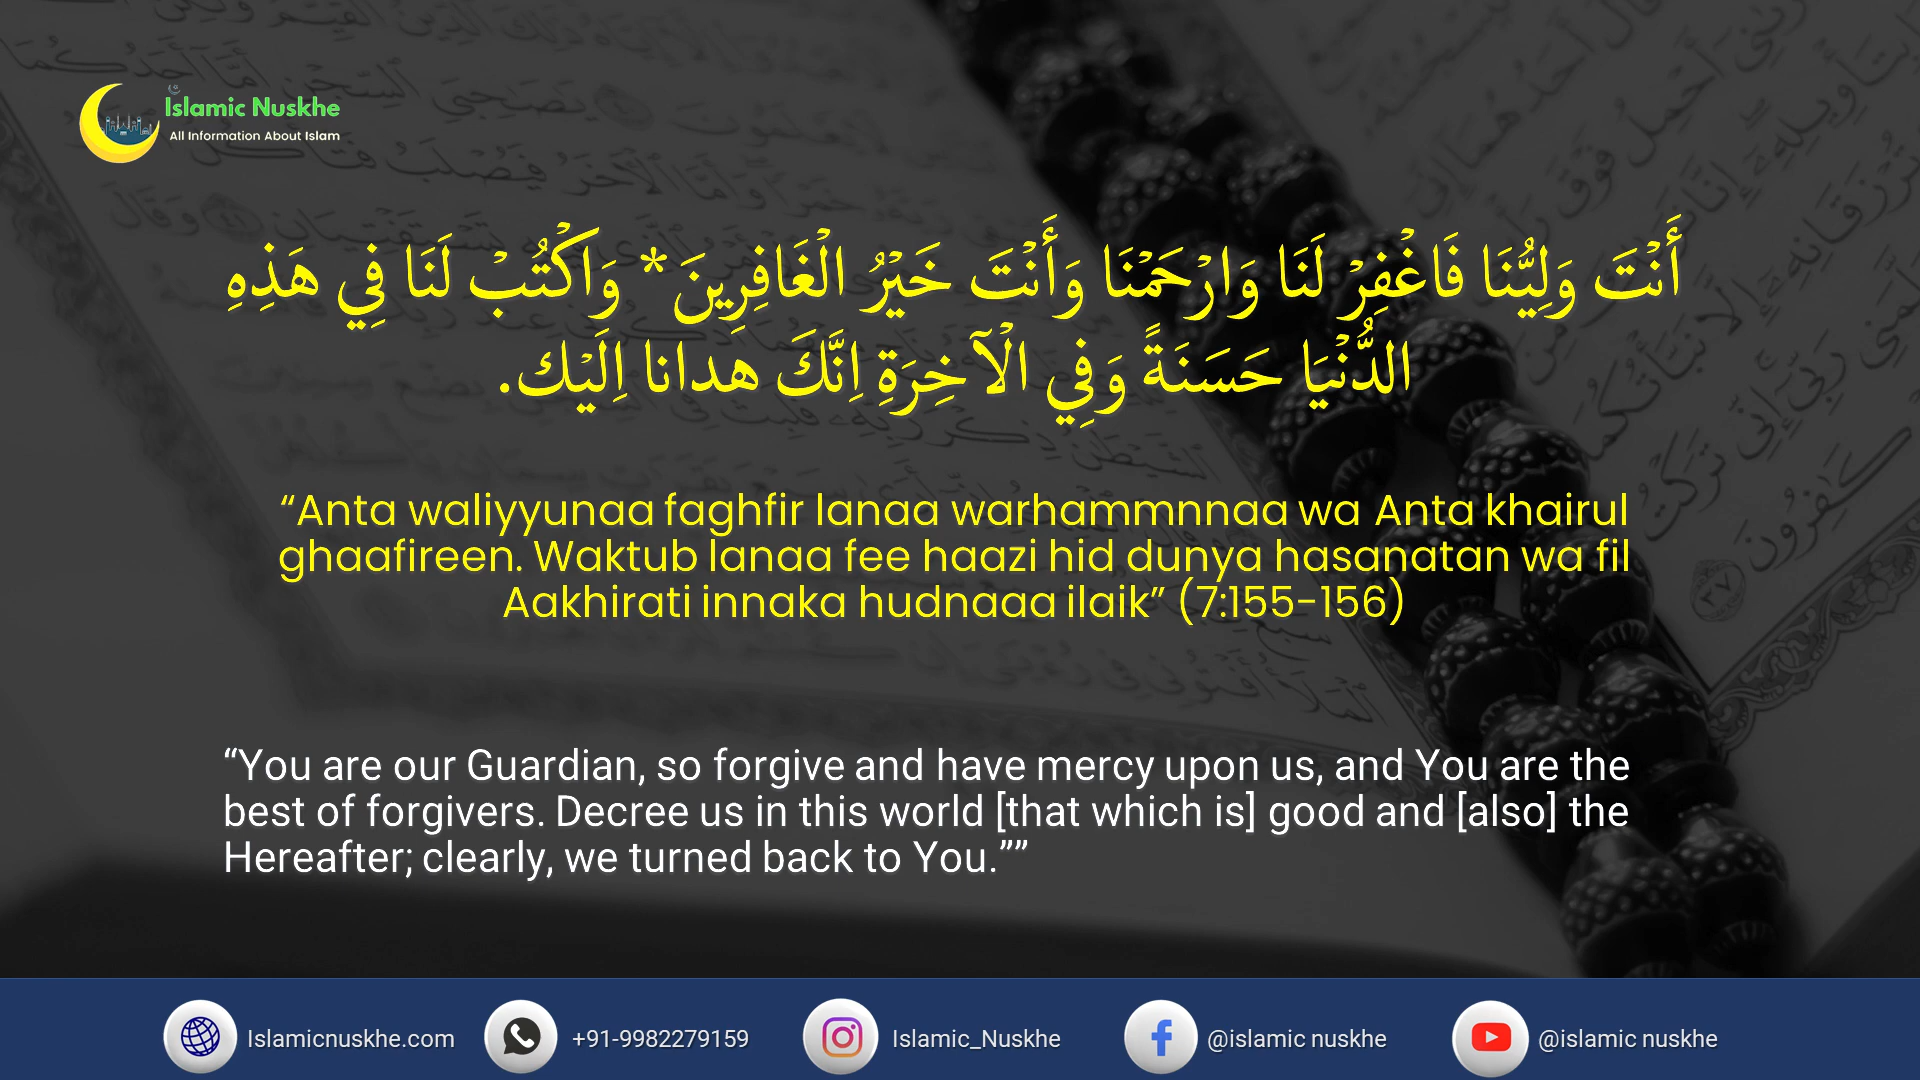 Islamic Nuskhe
All Information About Islam
أَنْتَ وَلِيُّنَا فَاغْفِرْ لَنَا وَارْحَمْنَا وَأَنْتَ خَيْرُ الْغَافِرِينَ* وَاكْتُبْ لَنَا فِي هَذِهِ
الدُّنْيَا حَسَنَةً وَفِي الْآخِرَةِ اِنَّكَ هدانا اِلَيْك.
“Anta waliyyunaa faghfir lanaa warhammnnaa wa Anta khairul
ghaafireen. Waktub lanaa fee haazi hid dunya hasanatan wa fil
Aakhirati innaka hudnaaa ilaik” (7:155-156)
“You are our Guardian, so forgive and have mercy upon us, and You are the
best of forgivers. Decree us in this world [that which is] good and [also] the
Hereafter; clearly, we turned back to You.””
Islamicnuskhe.com
+91-9982279159
Islamic_Nuskhe
@islamic nuskhe
@islamic nuskhe